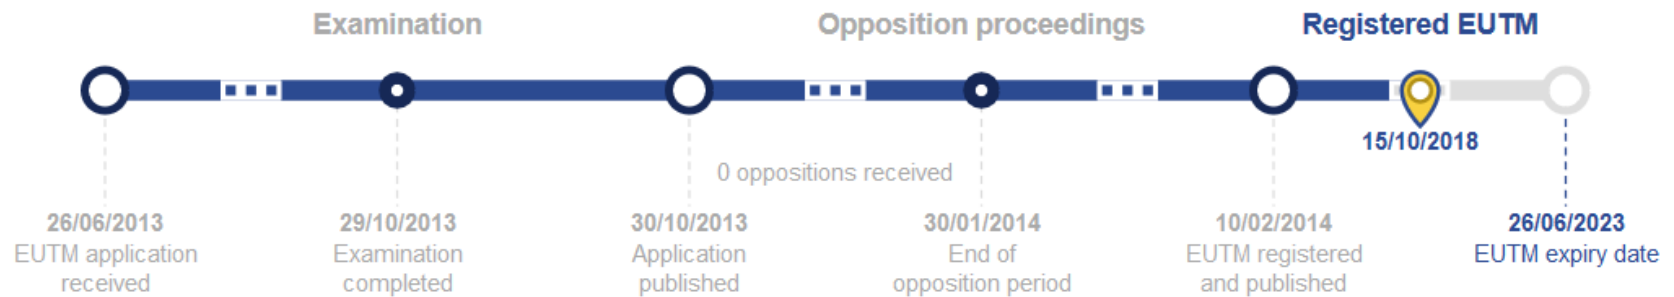 Examination
Opposition proceedings
Registered EUTM
15/10/2018
0 oppositions received
26/06/2013
EUTM application
received
29/10/2013
Examination
completed
30/10/2013
Application
published
30/01/2014
End of
opposition period
10/02/2014
EUTM registered
and published
26/06/2023
EUTM expiry date